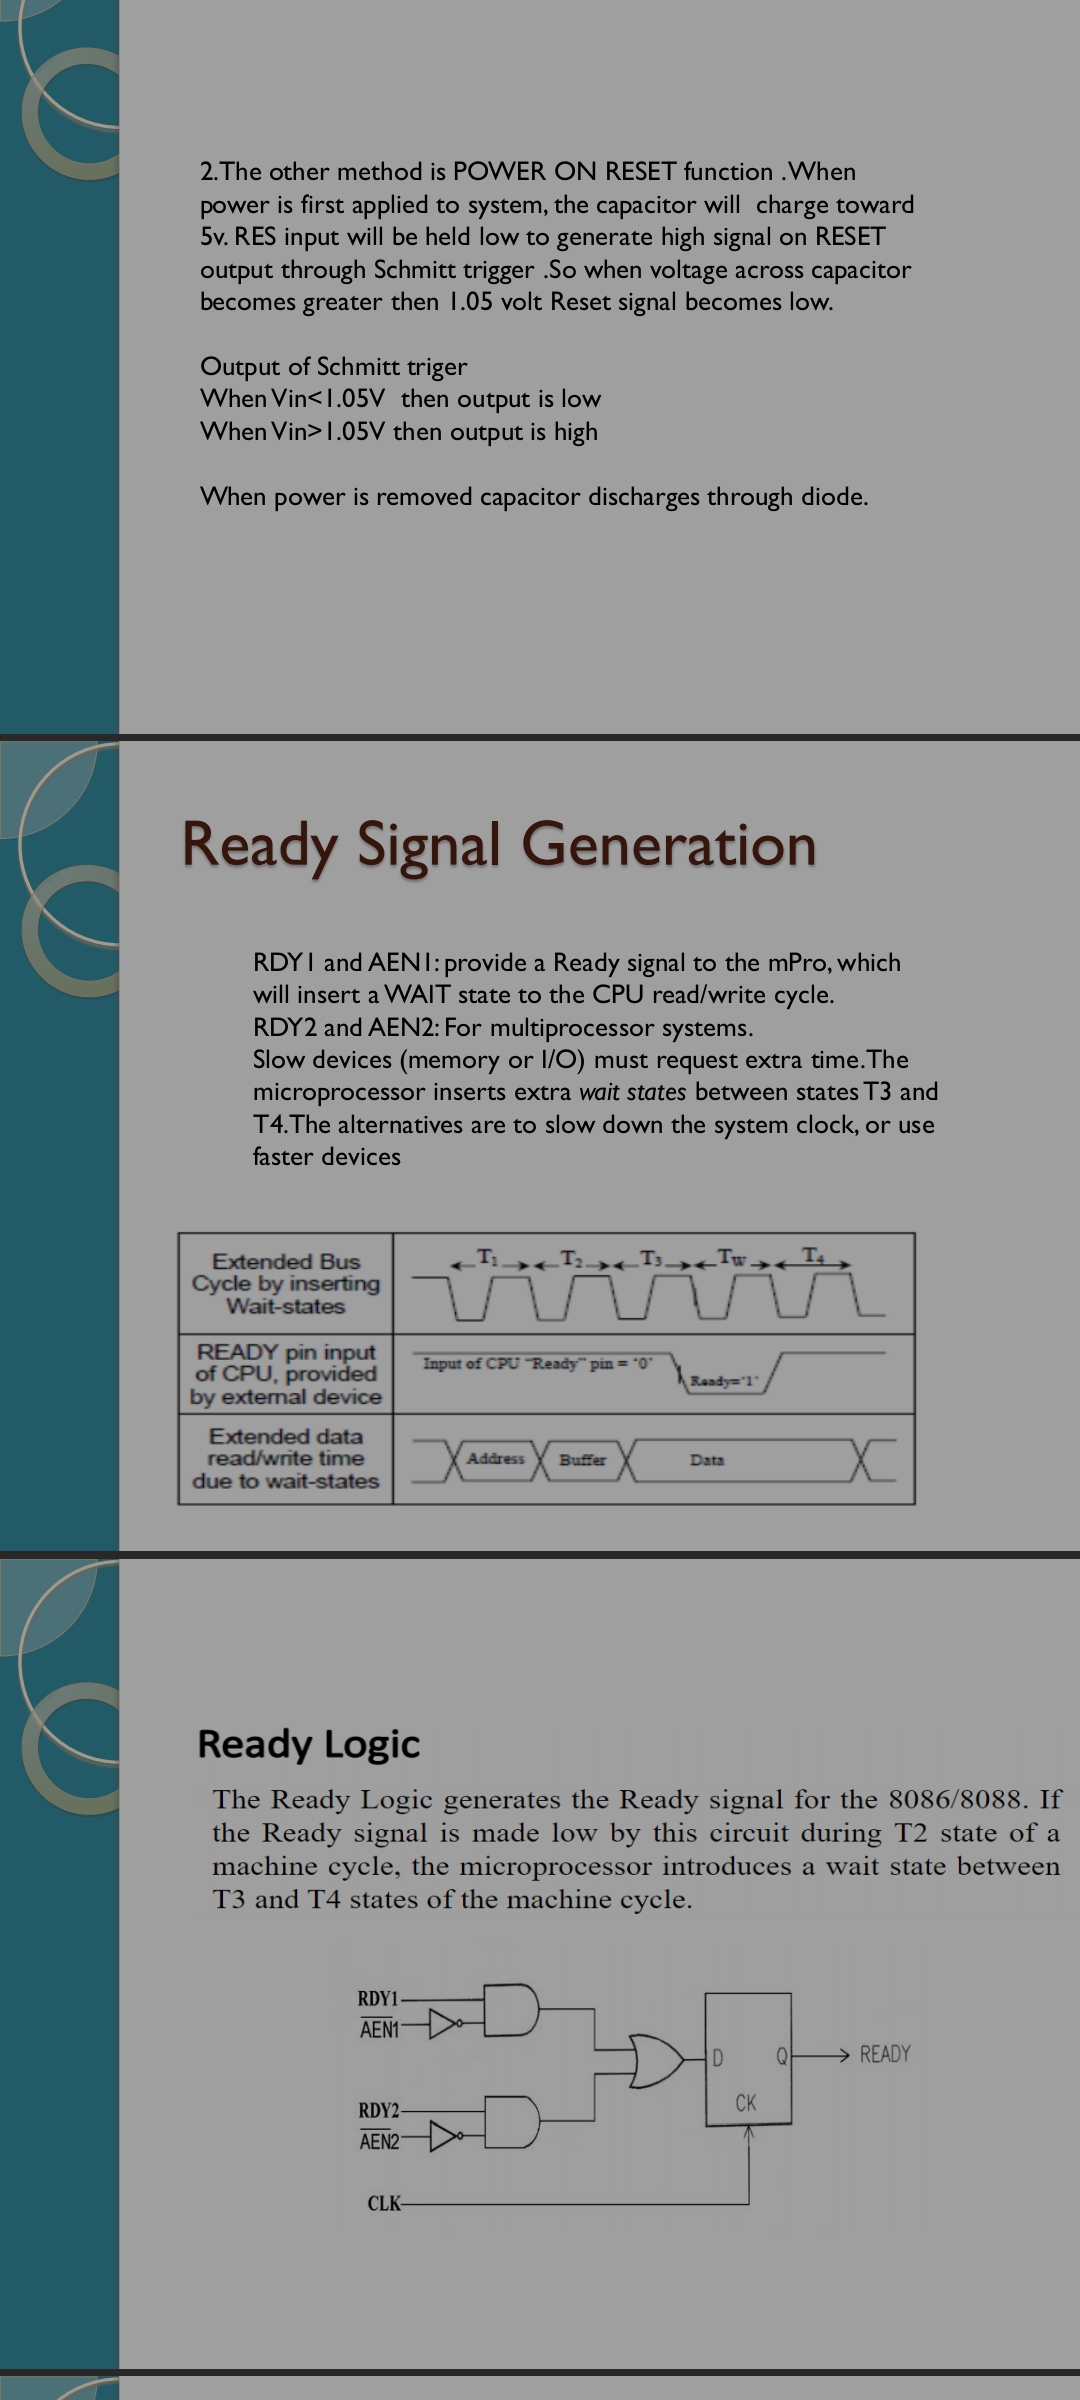 2.The other method is POWER ON RESET function .When
power is first applied to system, the capacitor will  charge toward
5v. RES input will be held low to generate high signal on RESET
output through Schmitt trigger .So when voltage across capacitor
becomes greater then 1.05 volt Reset signal becomes low.
Output of Schmitt triger
When Vin<1.05V  then output is low
When Vin>1.05V then output is high
When power is removed capacitor discharges through diode.
Ready Signal Generation
RDY1 and AEN1: provide a Ready signal to the mPro, which
will insert a WAIT state to the CPU read/write cycle.
RDY2 and AEN2: For multiprocessor systems.
Slow devices (memory or I/O) must request extra time.The
microprocessor inserts extra wait states between states T3 and
T4.The alternatives are to slow down the system clock, or use
faster devices
Extended Bus
Cycle by inserting
Wait-states
T1 T2 T3 Tw T4
READY pin input
of CPU, provided
by external device
Input of CPU "Ready" pin = '0'
Ready='1'
Extended data
read/write time
due to wait-states
Address Buffer Data
Ready Logic
The Ready Logic generates the Ready signal for the 8086/8088. If
the Ready signal is made low by this circuit during T2 state of a
machine cycle, the microprocessor introduces a wait state between
T3 and T4 states of the machine cycle.
RDY1
A̅E̅N̅1̅
D Q READY
CK
RDY2
A̅E̅N̅2̅
CLK